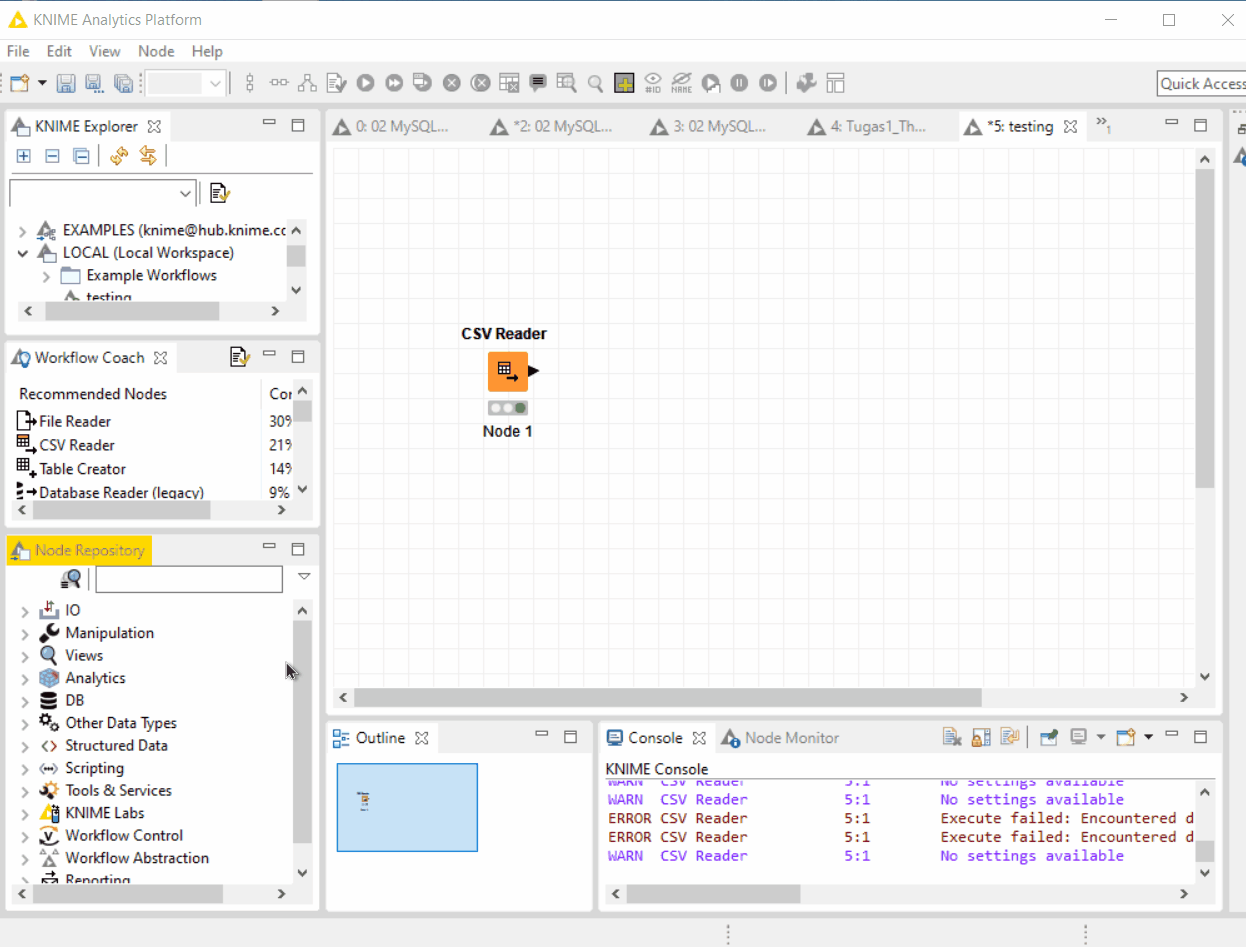 KNIME Analytics Platform
File Edit View Node Help
#ID NAME
Quick Access
KNIME Explorer
EXAMPLES (knime@hub.knime.cc
LOCAL (Local Workspace)
Example Workflows
testing
Workflow Coach
Recommended Nodes Cor
File Reader 30%
CSV Reader 21%
Table Creator 14%
Database Reader (legacy) 9%
Node Repository
IO
Manipulation
Views
Analytics
DB
Other Data Types
Structured Data
Scripting
Tools & Services
KNIME Labs
Workflow Control
Workflow Abstraction
Reporting
0: 02 MySQL... *2: 02 MySQL... 3: 02 MySQL... 4: Tugas1_Th... *5: testing »1
CSV Reader
Node 1
Outline
Console Node Monitor
KNIME Console
WARN CSV Reader 5:1 No settings available
WARN CSV Reader 5:1 No settings available
ERROR CSV Reader 5:1 Execute failed: Encountered d
ERROR CSV Reader 5:1 Execute failed: Encountered d
WARN CSV Reader 5:1 No settings available